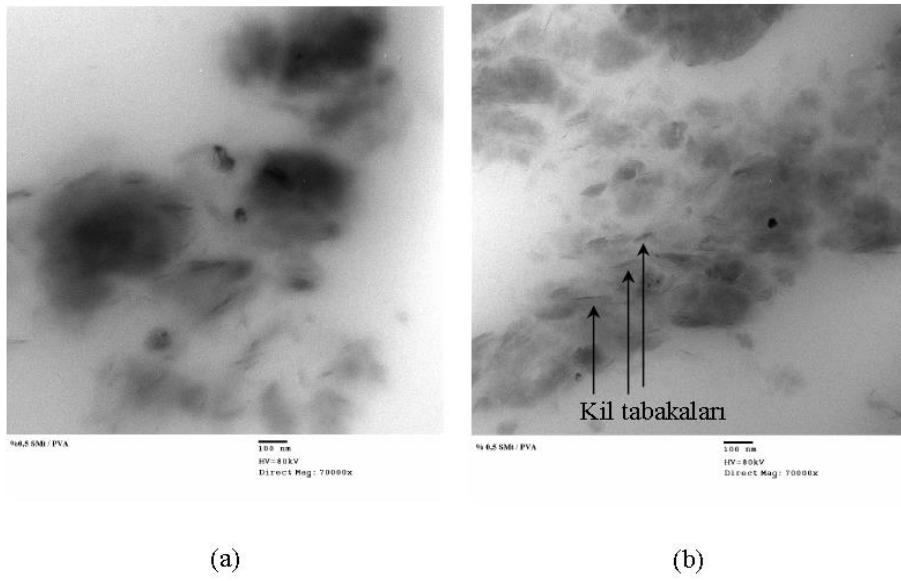 Kil tabakaları
%0,5 SMt / PVA
100 nm
HV=80kV
Direct Mag: 70000x
% 0,5 SMt / PVA
100 nm
HV=80kV
Direct Mag: 70000x
(a)
(b)